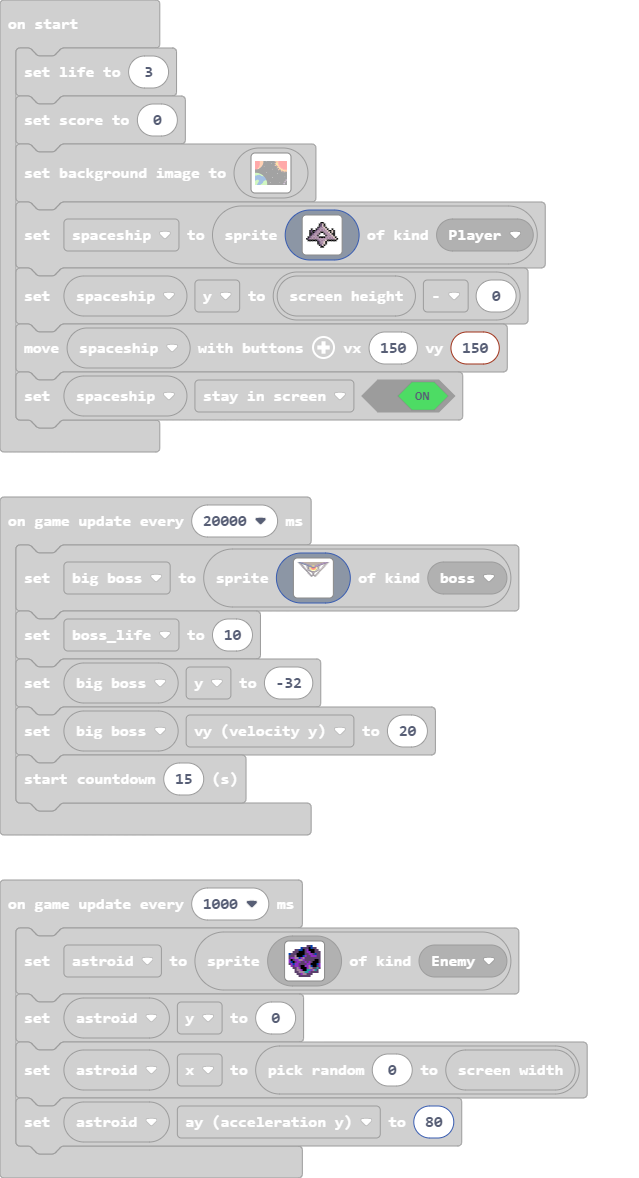 on start
set life to 3
set score to 0
set background image to
set spaceship to sprite of kind Player
set spaceship y to screen height - 0
move spaceship with buttons + vx 150 vy 150
set spaceship stay in screen ON
on game update every 20000 ms
set big boss to sprite of kind boss
set boss_life to 10
set big boss y to -32
set big boss vy (velocity y) to 20
start countdown 15 (s)
on game update every 1000 ms
set astroid to sprite of kind Enemy
set astroid y to 0
set astroid x to pick random 0 to screen width
set astroid ay (acceleration y) to 80